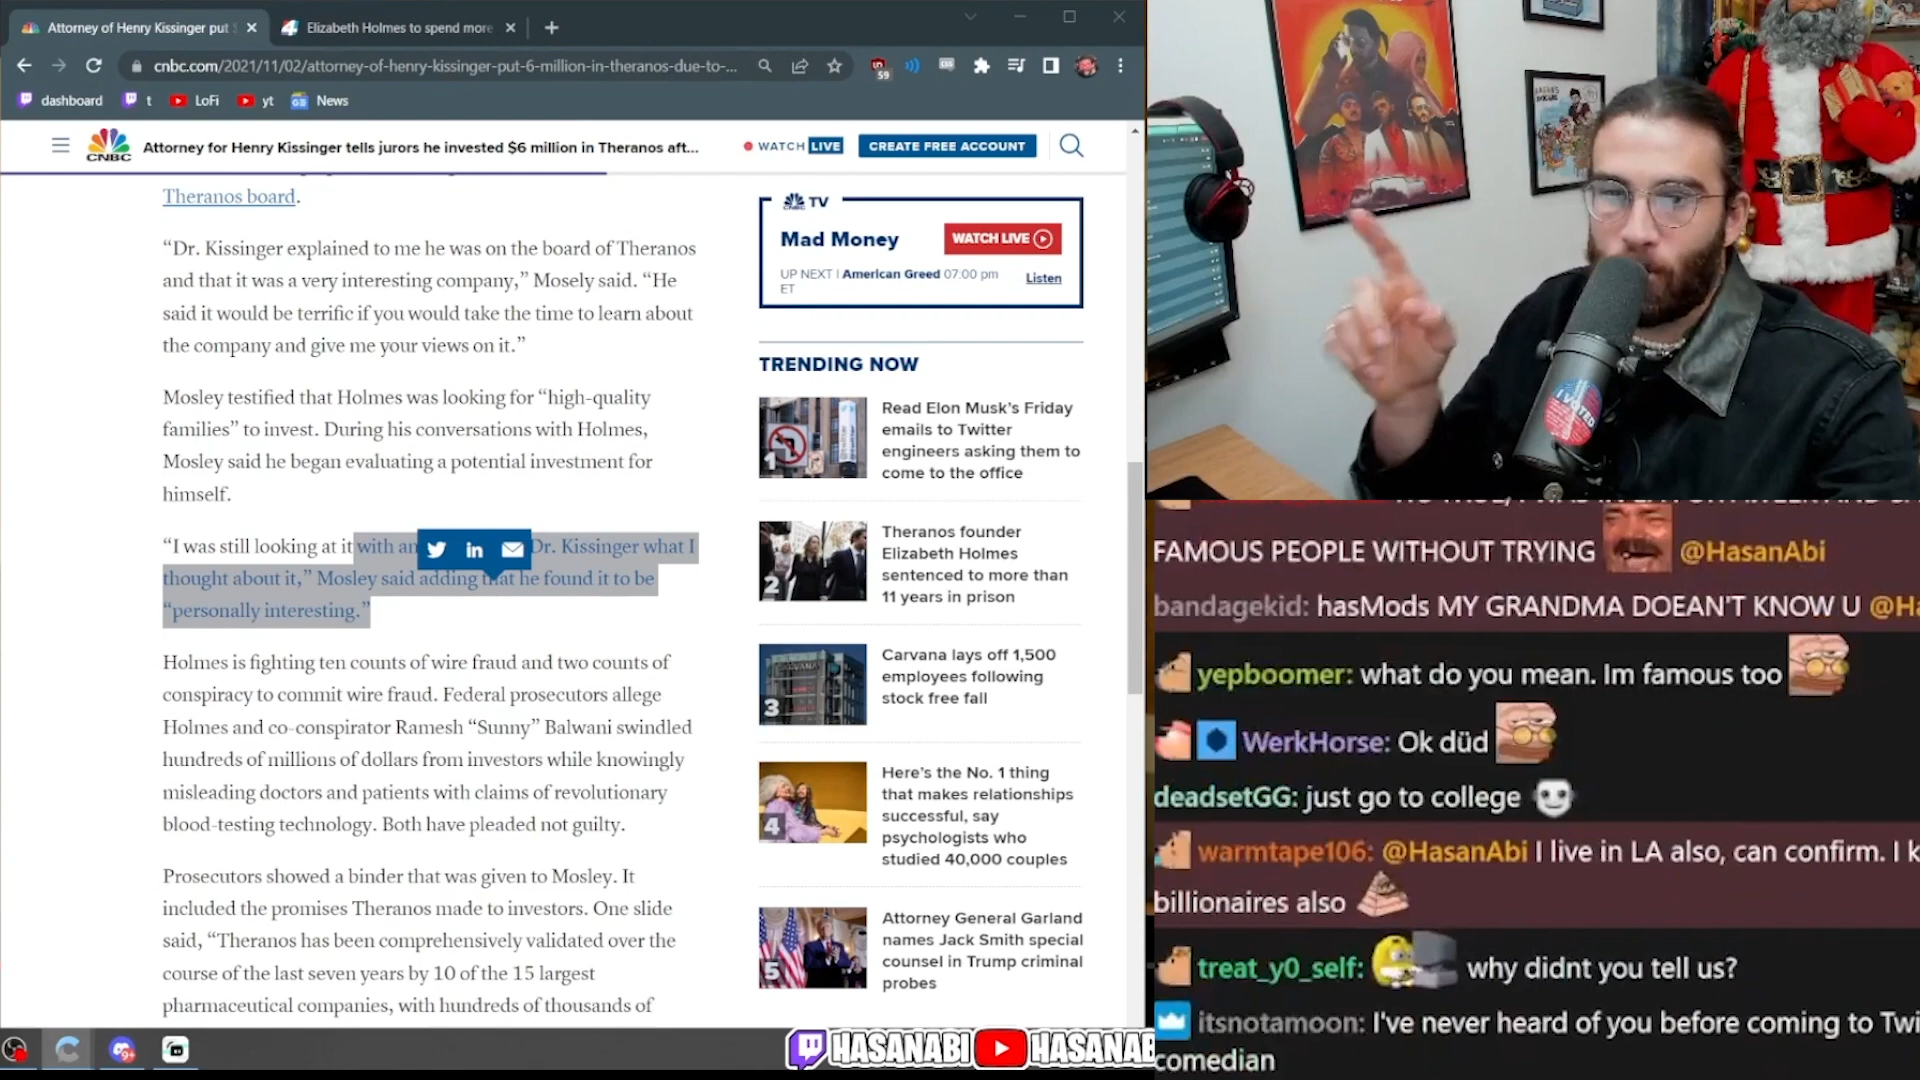 Attorney of Henry Kissinger put
Elizabeth Holmes to spend more
cnbc.com/2021/11/02/attorney-of-henry-kissinger-put-6-million-in-theranos-due-to-...
59
dashboard
t
LoFi
yt
News
CNBC
Attorney for Henry Kissinger tells jurors he invested $6 million in Theranos aft...
WATCH LIVE
CREATE FREE ACCOUNT
Theranos board.
“Dr. Kissinger explained to me he was on the board of Theranos
and that it was a very interesting company,” Mosely said. “He
said it would be terrific if you would take the time to learn about
the company and give me your views on it.”
Mosley testified that Holmes was looking for “high-quality
families” to invest. During his conversations with Holmes,
Mosley said he began evaluating a potential investment for
himself.
“I was still looking at it with an Dr. Kissinger what I
thought about it,” Mosley said adding that he found it to be
“personally interesting.”
Holmes is fighting ten counts of wire fraud and two counts of
conspiracy to commit wire fraud. Federal prosecutors allege
Holmes and co-conspirator Ramesh “Sunny” Balwani swindled
hundreds of millions of dollars from investors while knowingly
misleading doctors and patients with claims of revolutionary
blood-testing technology. Both have pleaded not guilty.
Prosecutors showed a binder that was given to Mosley. It
included the promises Theranos made to investors. One slide
said, “Theranos has been comprehensively validated over the
course of the last seven years by 10 of the 15 largest
pharmaceutical companies, with hundreds of thousands of
CNBC TV
Mad Money
WATCH LIVE
UP NEXT | American Greed 07:00 pm
ET
Listen
TRENDING NOW
1
Read Elon Musk’s Friday
emails to Twitter
engineers asking them to
come to the office
2
Theranos founder
Elizabeth Holmes
sentenced to more than
11 years in prison
3
Carvana lays off 1,500
employees following
stock free fall
4
Here’s the No. 1 thing
that makes relationships
successful, say
psychologists who
studied 40,000 couples
5
Attorney General Garland
names Jack Smith special
counsel in Trump criminal
probes
I VOTED
FAMOUS PEOPLE WITHOUT TRYING @HasanAbi
bandagekid: hasMods MY GRANDMA DOEAN'T KNOW U @Ha
yepboomer: what do you mean. Im famous too
WerkHorse: Ok düd
deadsetGG: just go to college
warmtape106: @HasanAbi I live in LA also, can confirm. I k
billionaires also
treat_y0_self: why didnt you tell us?
itsnotamoon: I've never heard of you before coming to Twi
comedian
HASANABI
HASANAB